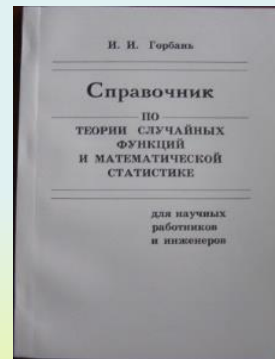 И. И. Горбань
Справочник
ПО
ТЕОРИИ СЛУЧАЙНЫХ
ФУНКЦИЙ
И МАТЕМАТИЧЕСКОЙ
СТАТИСТИКЕ
для научных
работников
и инженеров